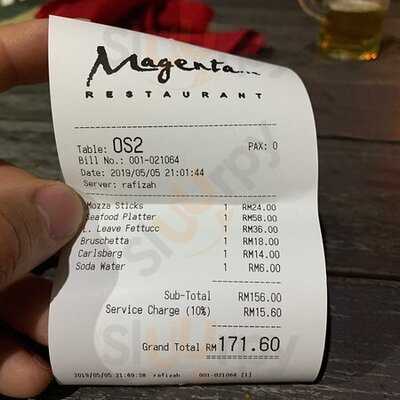 Magenta...
RESTAURANT
Table: OS2 PAX: 0
Bill No.: 001-021064
Date: 2019/05/05 21:01:44
Server: rafizah
Mozza Sticks 1 RM24.00
Seafood Platter 1 RM58.00
L. Leave Fettucc 1 RM36.00
Bruschetta 1 RM18.00
Carlsberg 1 RM14.00
Soda Water 1 RM6.00
Sub-Total RM156.00
Service Charge (10%) RM15.60
Grand Total RM171.60
2019/05/05 21:49:38 rafizah 001-021064 [1]